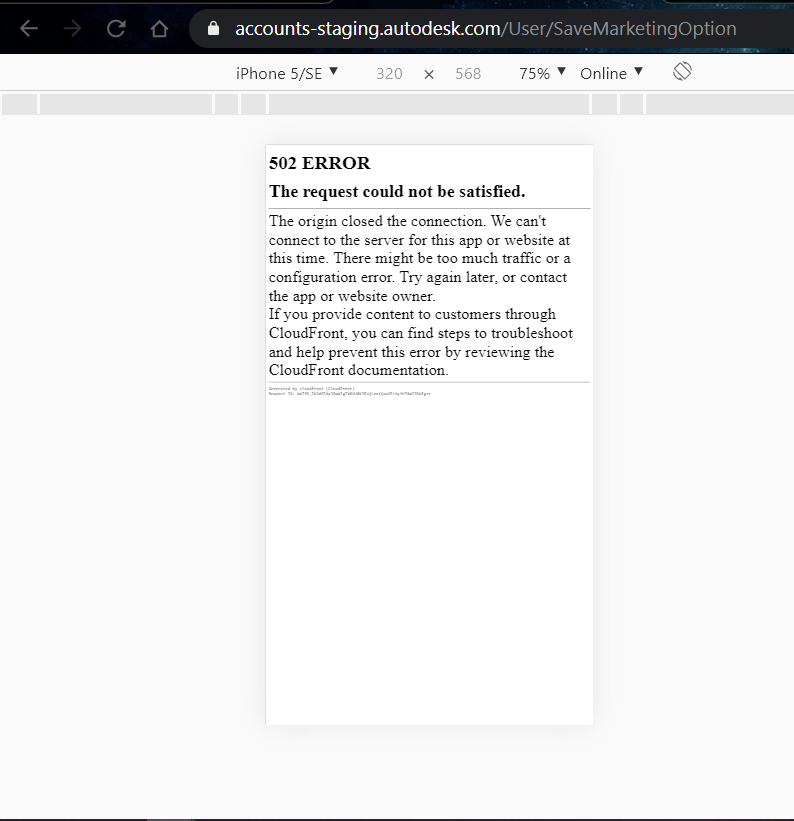 accounts-staging.autodesk.com/User/SaveMarketingOption
iPhone 5/SE ▼ 320 × 568 75% ▼ Online ▼
502 ERROR
The request could not be satisfied.
The origin closed the connection. We can't
connect to the server for this app or website at
this time. There might be too much traffic or a
configuration error. Try again later, or contact
the app or website owner.
If you provide content to customers through
CloudFront, you can find steps to troubleshoot
and help prevent this error by reviewing the
CloudFront documentation.
Generated by cloudfront (CloudFront)
Request ID: